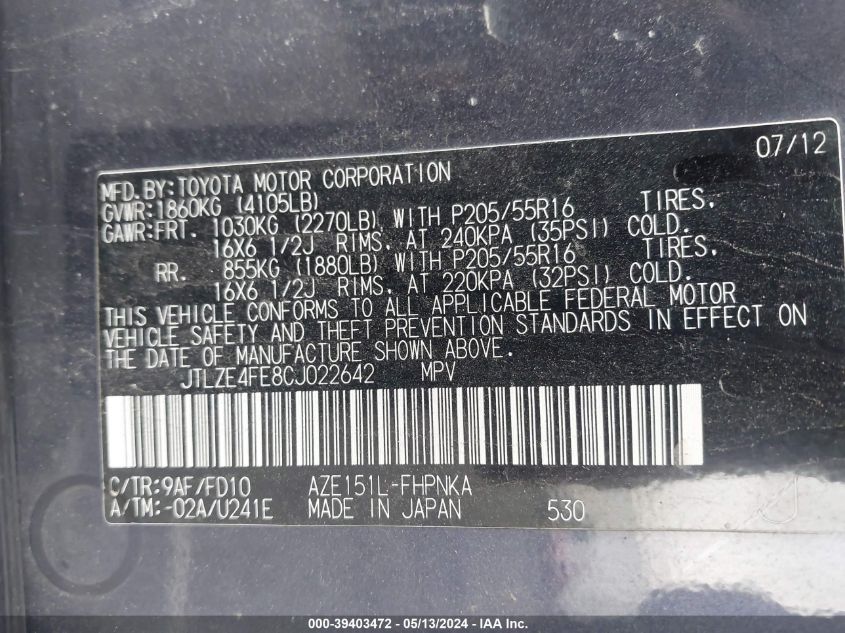 07/12
MFD.BY:TOYOTA MOTOR CORPORATION
GVWR:1860KG (4105LB)
GAWR:FRT. 1030KG (2270LB) WITH P205/55R16 TIRES.
16X6 1/2J RIMS. AT 240KPA (35PSI) COLD.
RR. 855KG (1880LB) WITH P205/55R16 TIRES.
16X6 1/2J RIMS. AT 220KPA (32PSI) COLD.
THIS VEHICLE CONFORMS TO ALL APPLICABLE FEDERAL MOTOR
VEHICLE SAFETY AND THEFT PREVENTION STANDARDS IN EFFECT ON
THE DATE OF MANUFACTURE SHOWN ABOVE.
JTLZE4FE8CJ022642 MPV
C/TR:9AF/FD10 AZE151L-FHPNKA
A/TM:-02A/U241E MADE IN JAPAN 530
000-39403472 - 05/13/2024 - IAA Inc.